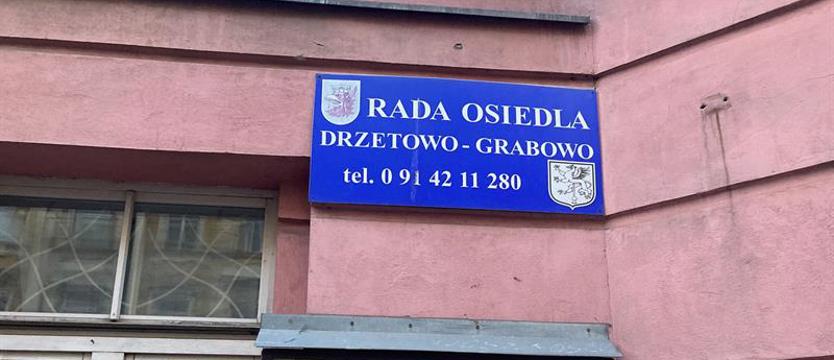 RADA OSIEDLA
DRZETOWO - GRABOWO
tel. 0 91 42 11 280